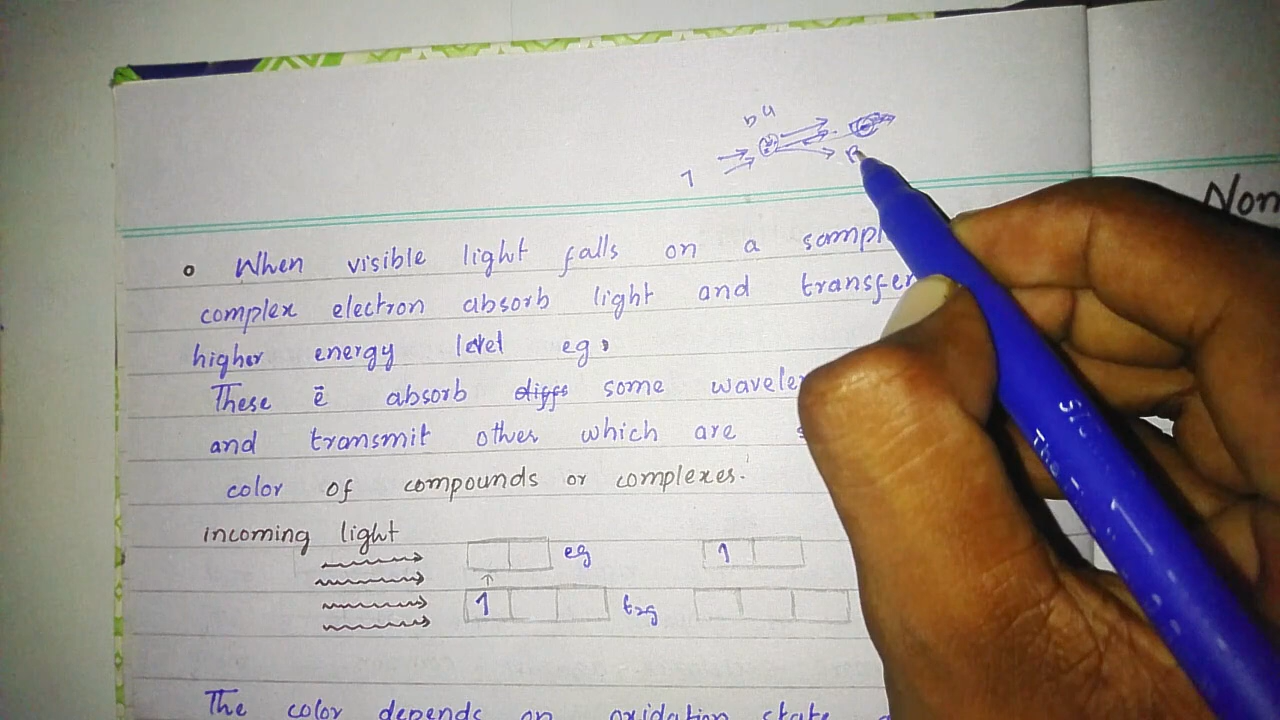 Non
• When visible light falls on a sampl
complex electron absorb light and transfer
higher energy level eg.
These ē absorb diffs some wavele
and transmit other which are
color of compounds or complexes.
incoming light
eg 1
1 t2g
The color depends on oxidation state